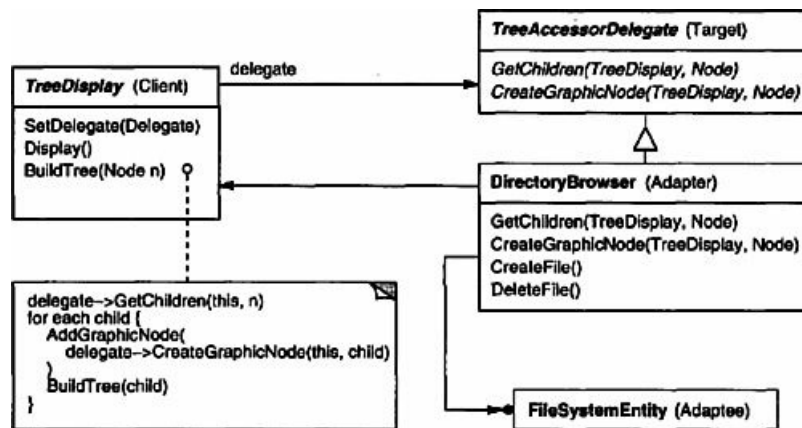 TreeAccessorDelegate (Target)
GetChildren(TreeDisplay, Node)
CreateGraphicNode(TreeDisplay, Node)
delegate
TreeDisplay (Client)
SetDelegate(Delegate)
Display()
BuildTree(Node n)
DirectoryBrowser (Adapter)
GetChildren(TreeDisplay, Node)
CreateGraphicNode(TreeDisplay, Node)
CreateFile()
DeleteFile()
delegate->GetChildren(this, n)
for each child {
AddGraphicNode(
delegate->CreateGraphicNode(this, child)
)
BuildTree(child)
}
FileSystemEntity (Adaptee)